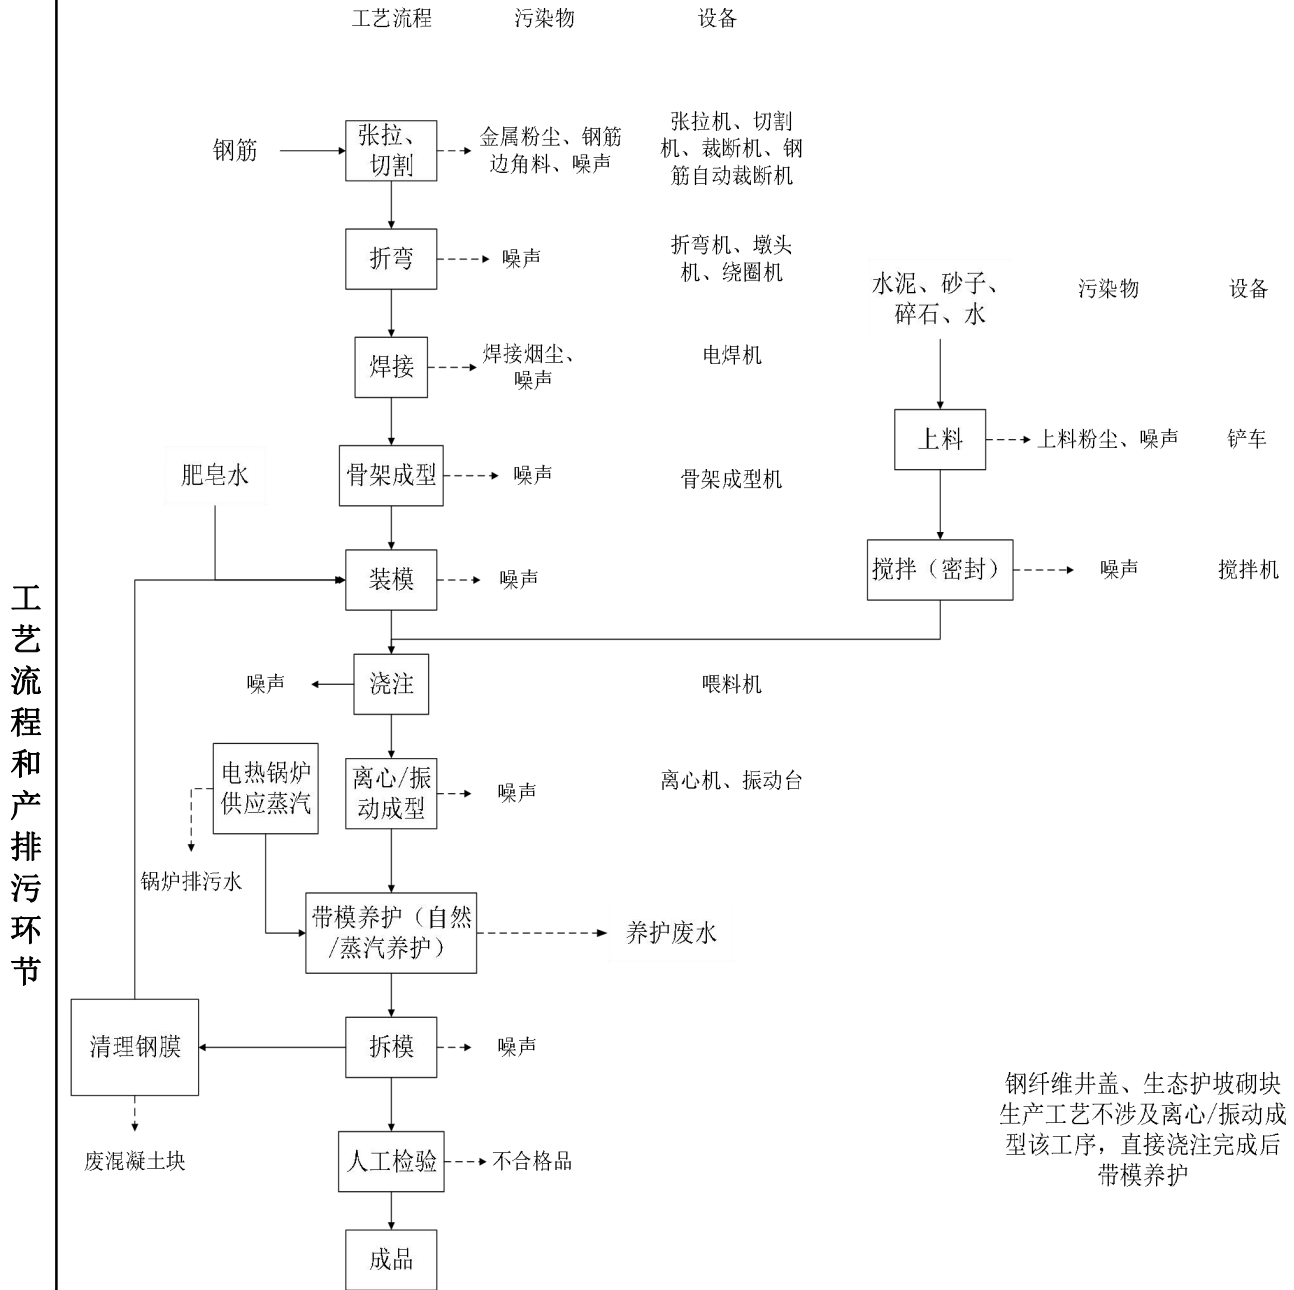 工艺流程和产排污环节
工艺流程 污染物 设备
钢筋
张拉、
切割
金属粉尘、钢筋
边角料、噪声
张拉机、切割
机、裁断机、钢
筋自动裁断机
折弯
噪声
折弯机、墩头
机、绕圈机
水泥、砂子、
碎石、水
污染物
设备
焊接
焊接烟尘、
噪声
电焊机
上料
上料粉尘、噪声
铲车
肥皂水
骨架成型
噪声
骨架成型机
装模
噪声
搅拌（密封）
噪声
搅拌机
噪声
浇注
喂料机
电热锅炉
供应蒸汽
离心/振
动成型
噪声
离心机、振动台
锅炉排污水
带模养护（自然
/蒸汽养护）
养护废水
清理钢膜
拆模
噪声
钢纤维井盖、生态护坡砌块
生产工艺不涉及离心/振动成
型该工序，直接浇注完成后
带模养护
废混凝土块
人工检验
不合格品
成品